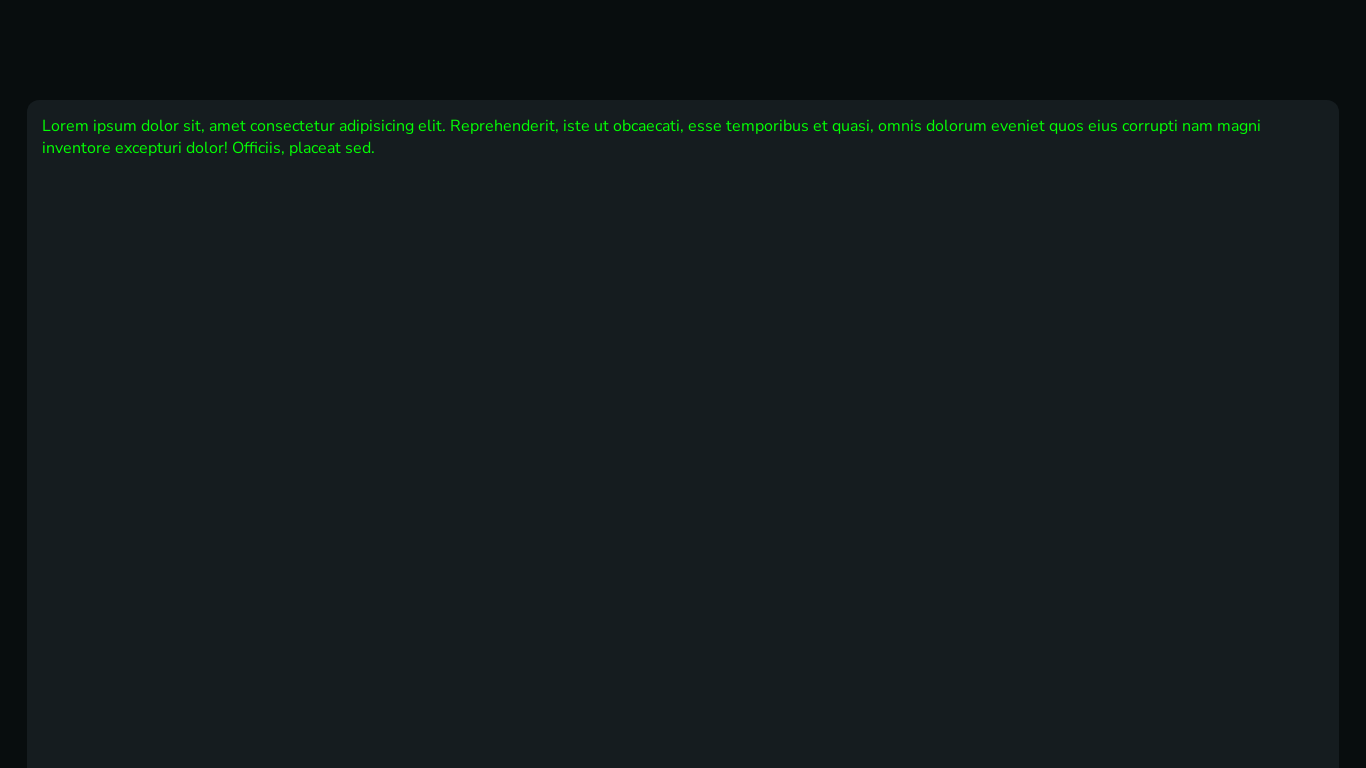 Lorem ipsum dolor sit, amet consectetur adipisicing elit. Reprehenderit, iste ut obcaecati, esse temporibus et quasi, omnis dolorum eveniet quos eius corrupti nam magni
inventore excepturi dolor! Officiis, placeat sed.